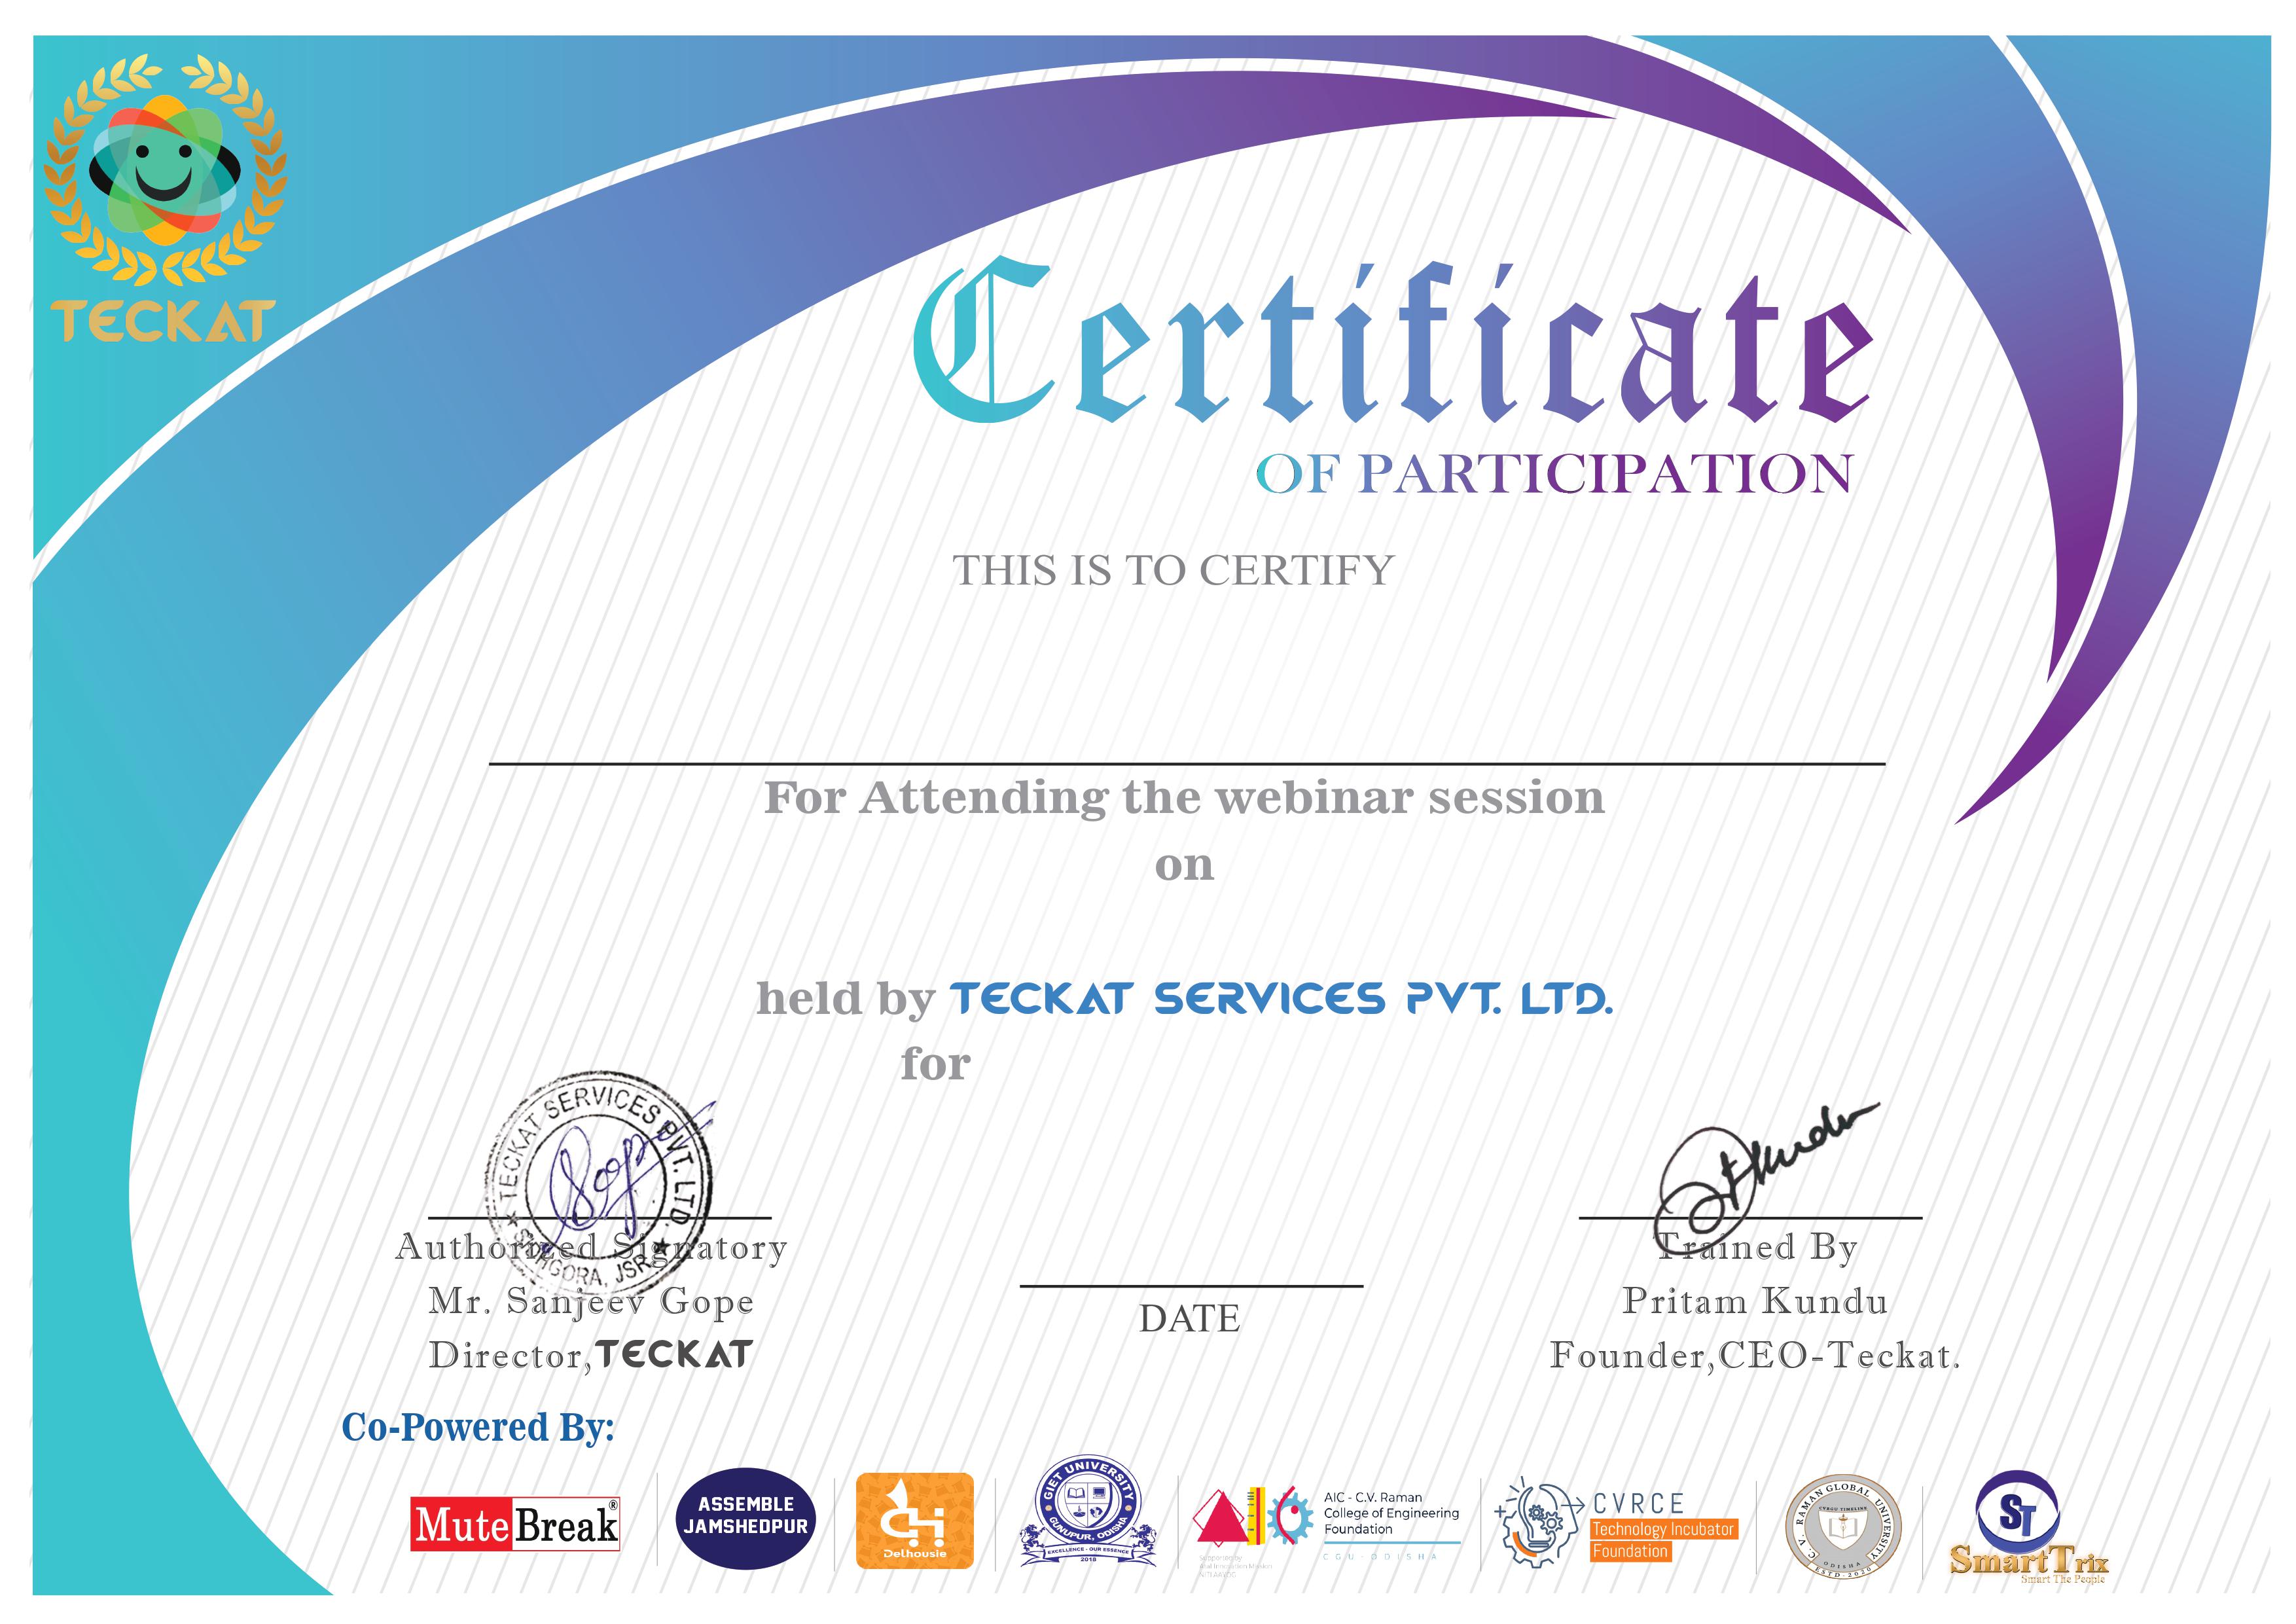 TECKAT
Certificate
OF PARTICIPATION
THIS IS TO CERTIFY
For Attending the webinar session
on
held by TECKAT SERVICES PVT. LTD.
for
TECKAT SERVICES PVT. LTD.
JSR
Authorized Signatory
Mr. Sanjeev Gope
Director,TECKAT
DATE
Trained By
Pritam Kundu
Founder,CEO-Teckat.
Co-Powered By:
MuteBreak®
ASSEMBLE
JAMSHEDPUR
Delhousie
GIET UNIVERSITY
GUNUPUR, ODISHA
EXCELLENCE - OUR ESSENCE
2018
AIC - C.V. Raman
College of Engineering
Foundation
CGU-ODISHA
CVRCE
Technology Incubator
Foundation
C. V. RAMAN GLOBAL UNIVERSITY
ODISHA
ESTD-2020
ST
SmartTrix
Smart The People